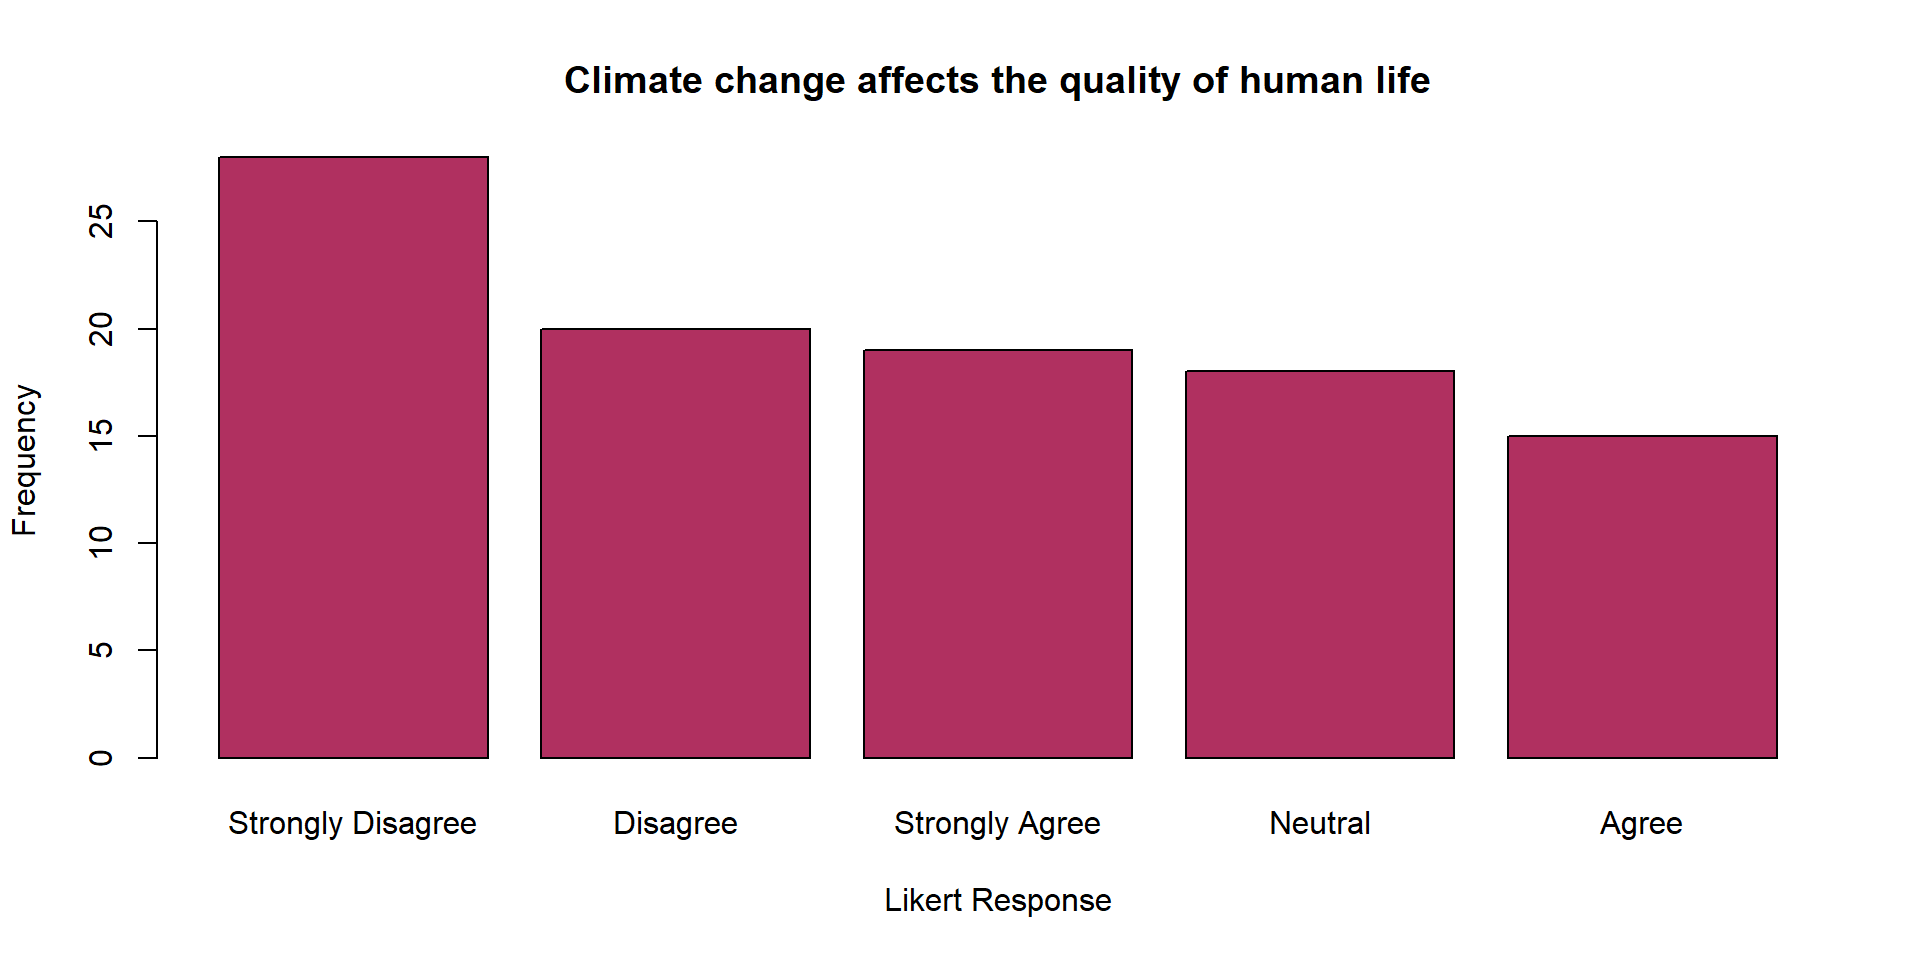 Climate change affects the quality of human life
Frequency
25
20
15
10
5
0
Strongly Disagree
Disagree
Strongly Agree
Neutral
Agree
Likert Response